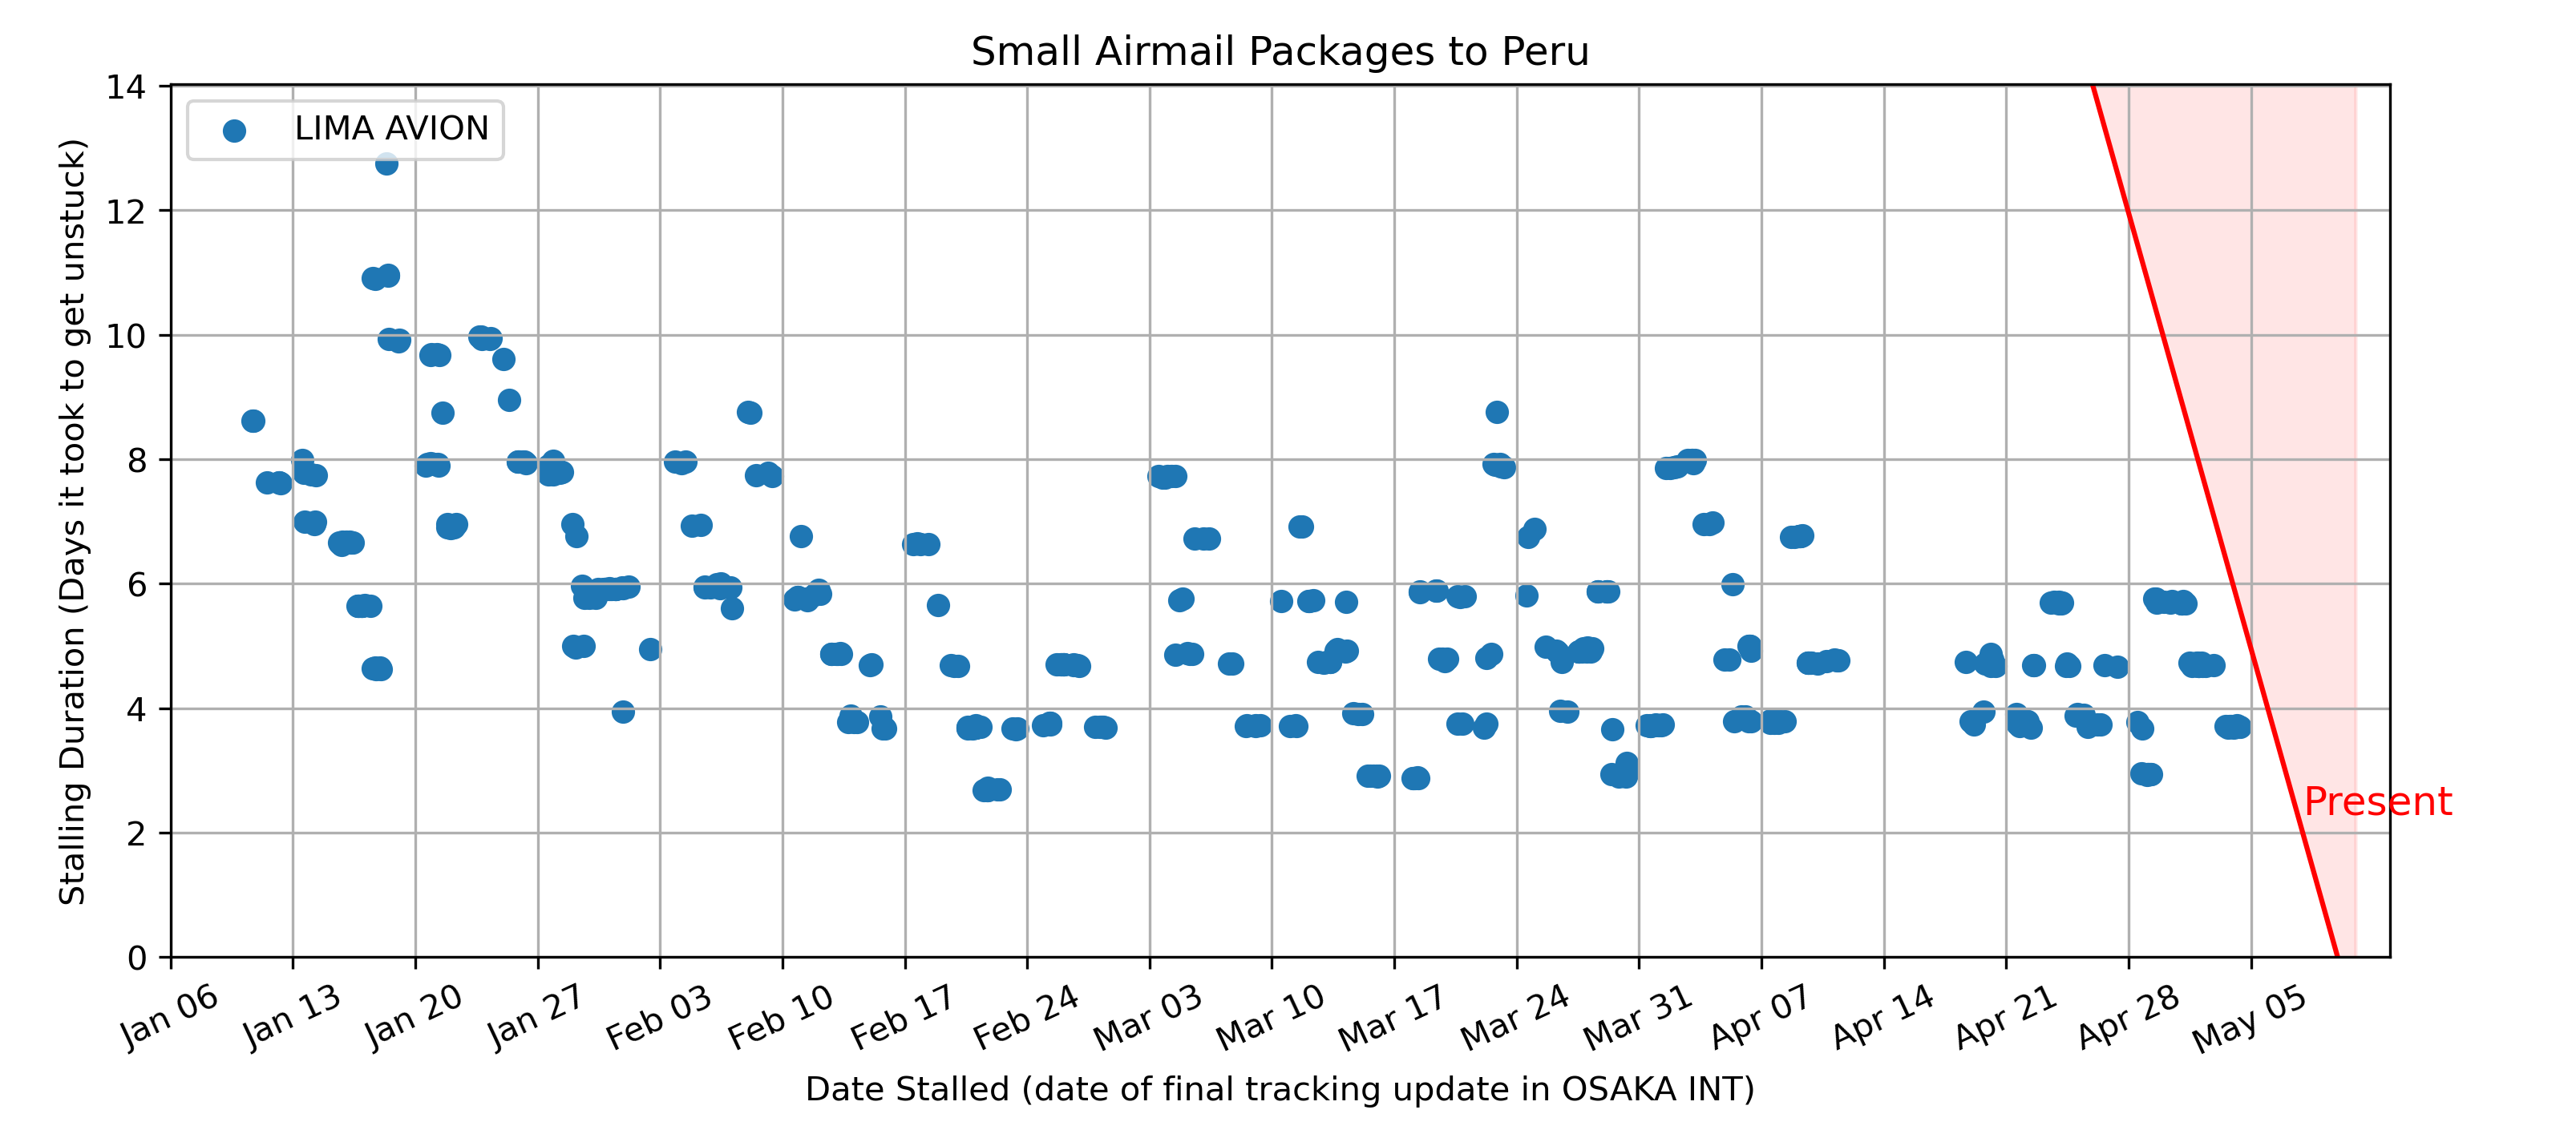 Small Airmail Packages to Peru
LIMA AVION
14
12
10
8
6
4
2
0
Stalling Duration (Days it took to get unstuck)
Present
Jan 06
Jan 13
Jan 20
Jan 27
Feb 03
Feb 10
Feb 17
Feb 24
Mar 03
Mar 10
Mar 17
Mar 24
Mar 31
Apr 07
Apr 14
Apr 21
Apr 28
May 05
Date Stalled (date of final tracking update in OSAKA INT)